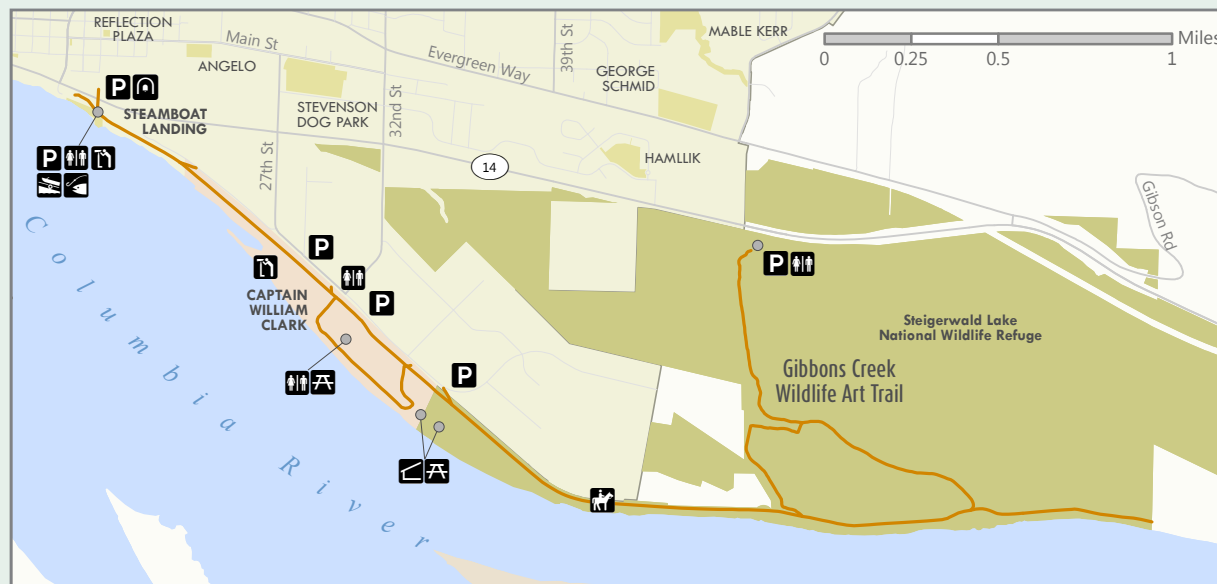 REFLECTION
PLAZA
Main St
ANGELO
Evergreen Way
39th St
MABLE KERR
GEORGE
SCHMID
Miles
0 0.25 0.5 1
P
STEAMBOAT
LANDING
STEVENSON
DOG PARK
32nd St
27th St
14
HAMLLIK
P
Gibson Rd
Columbia River
P
P
CAPTAIN
WILLIAM
CLARK
P
P
Steigerwald Lake
National Wildlife Refuge
Gibbons Creek
Wildlife Art Trail